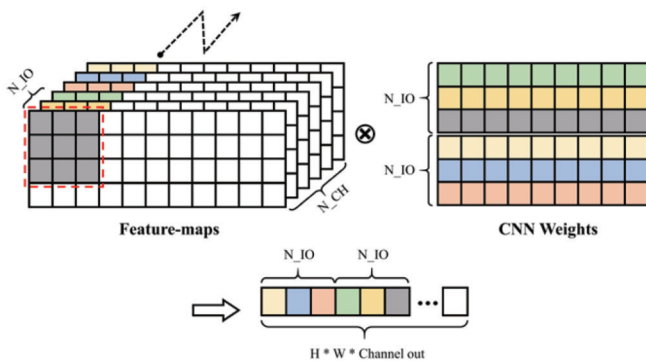 N_IO
N_CH
Feature-maps
N_IO
N_IO
CNN Weights
N_IO
N_IO
H * W * Channel out